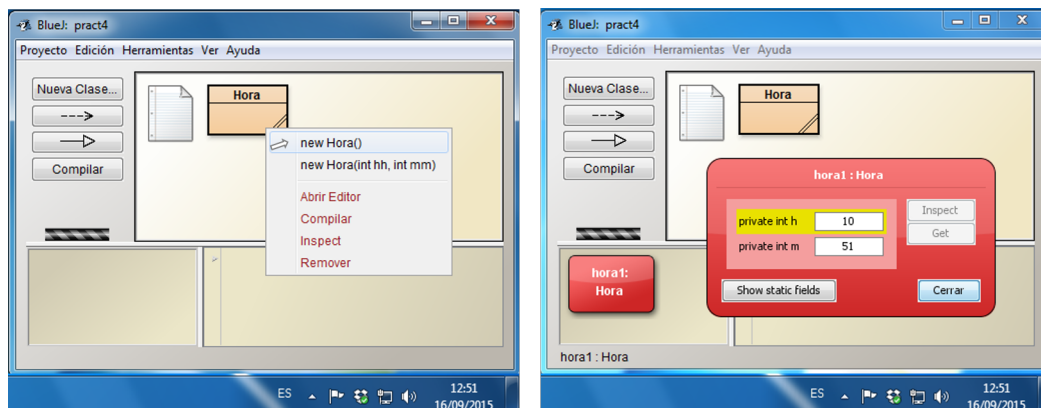 BlueJ: pract4
Proyecto Edición Herramientas Ver Ayuda
Nueva Clase...
Compilar
Hora
new Hora()
new Hora(int hh, int mm)
Abrir Editor
Compilar
Inspect
Remover
ES
12:51
16/09/2015
BlueJ: pract4
Proyecto Edición Herramientas Ver Ayuda
Nueva Clase...
Compilar
Hora
hora1 : Hora
private int h 10
private int m 51
Inspect
Get
Show static fields
Cerrar
hora1:
Hora
hora1 : Hora
ES
12:51
16/09/2015